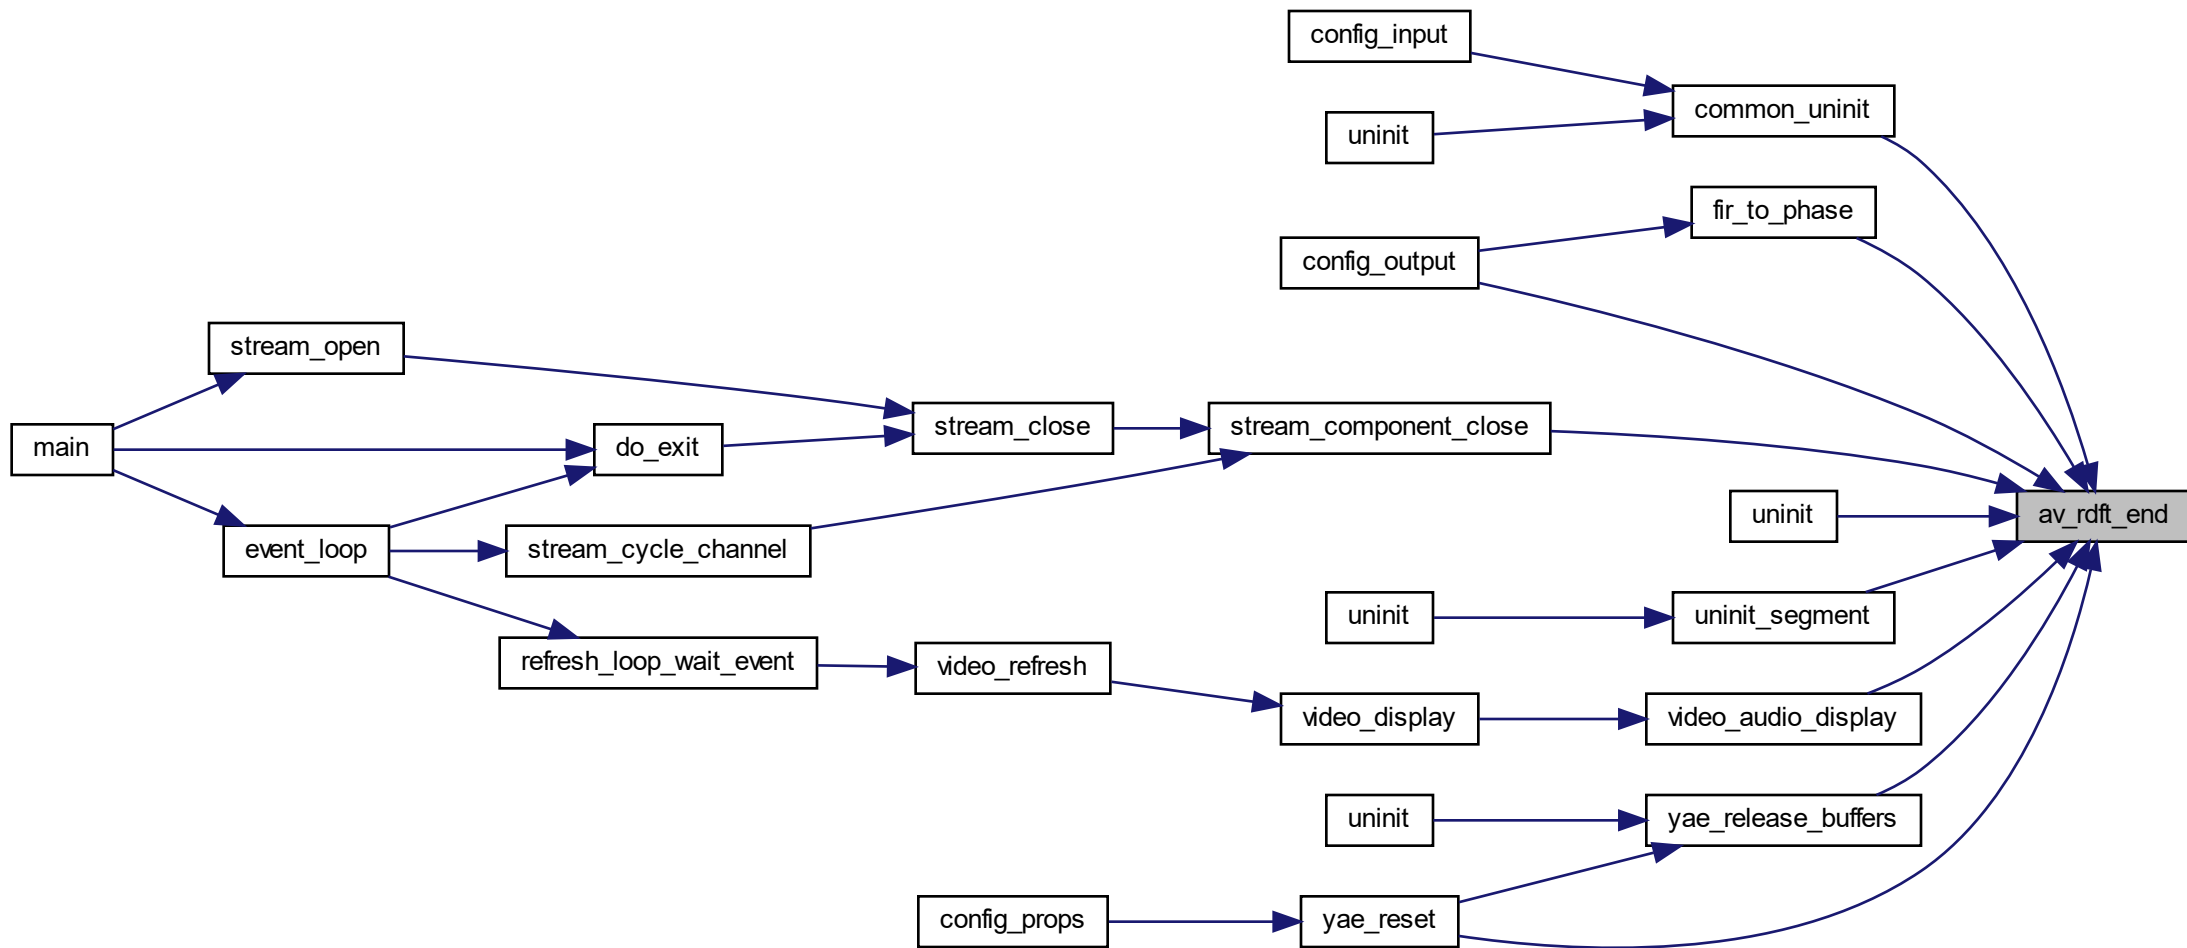 config_input
common_uninit
uninit
fir_to_phase
config_output
stream_open
main
do_exit
stream_close
stream_component_close
event_loop
stream_cycle_channel
uninit
av_rdft_end
uninit
uninit_segment
refresh_loop_wait_event
video_refresh
video_display
video_audio_display
uninit
yae_release_buffers
config_props
yae_reset